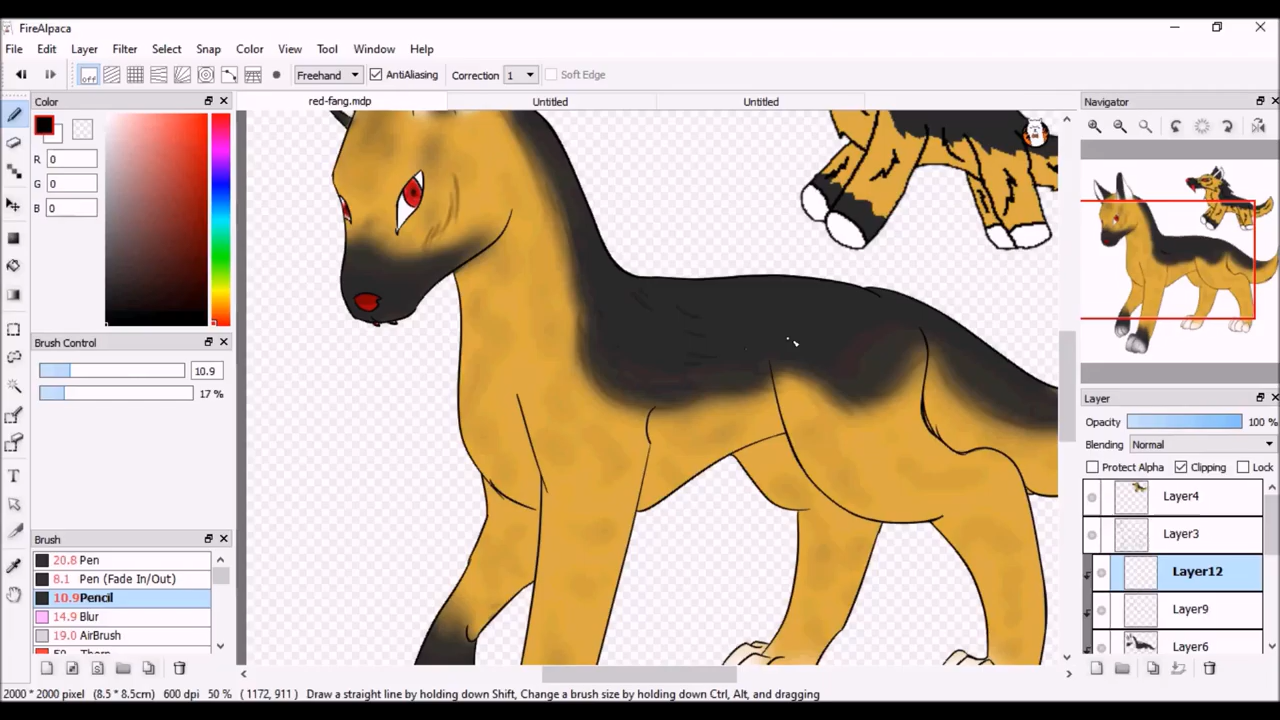 FireAlpaca
File Edit Layer Filter Select Snap Color View Tool Window Help
off Freehand AntiAliasing Correction 1 Soft Edge
Color red-fang.mdp Untitled Untitled Navigator
R 0
G 0
B 0
Brush Control
10.9
17 %
Layer
Opacity 100 %
Blending Normal
Protect Alpha Clipping Lock
Layer4
Layer3
Layer12
Layer9
Layer6
Brush
20.8 Pen
8.1 Pen (Fade In/Out)
10.9 Pencil
14.9 Blur
19.0 AirBrush
2000 * 2000 pixel (8.5 * 8.5cm) 600 dpi 50 % ( 1172, 911 ) Draw a straight line by holding down Shift, Change a brush size by holding down Ctrl, Alt, and dragging